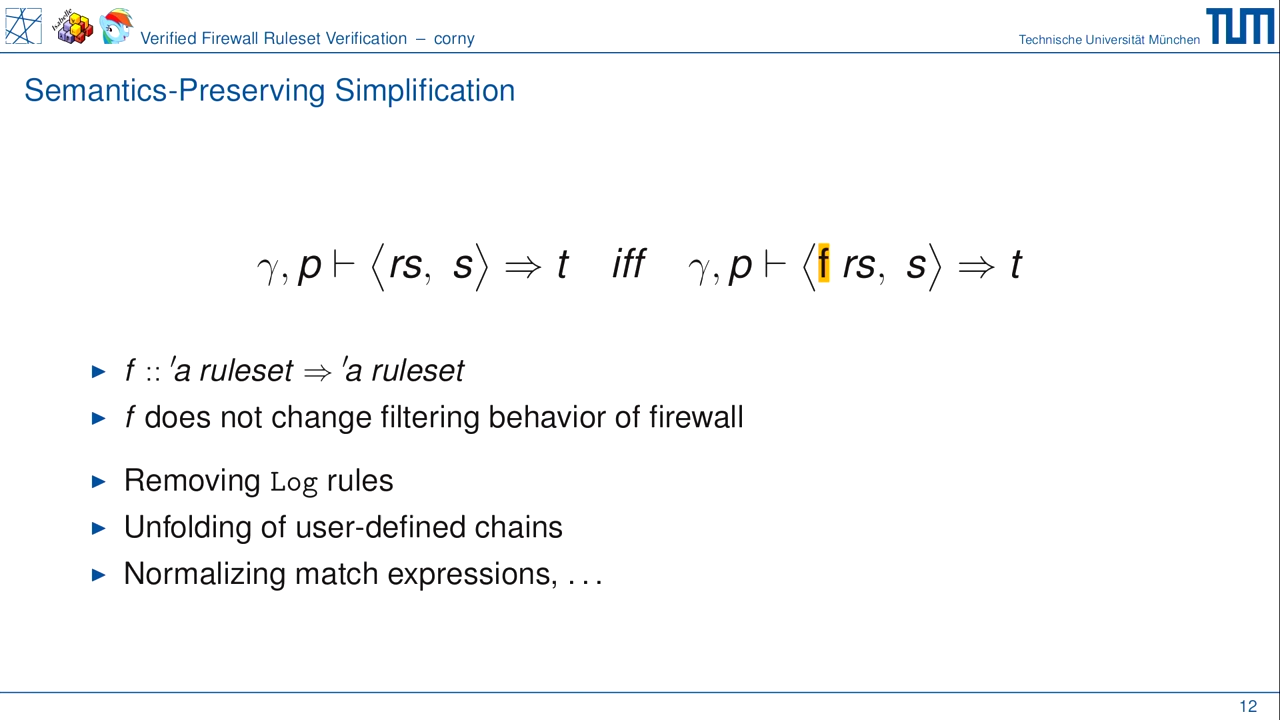 Isabelle
Verified Firewall Ruleset Verification – corny
Technische Universität München
TUM
Semantics-Preserving Simplification
γ, p ⊢ ⟨rs, s⟩ ⇒ t iff γ, p ⊢ ⟨f rs, s⟩ ⇒ t
► f :: ′a ruleset ⇒ ′a ruleset
► f does not change filtering behavior of firewall
► Removing Log rules
► Unfolding of user-defined chains
► Normalizing match expressions, . . .
12